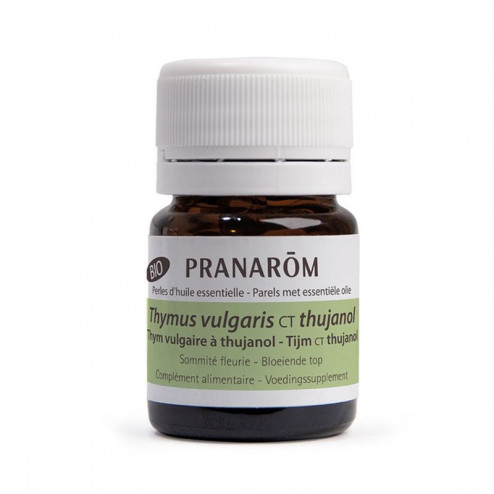 BIO
PRANARŌM
Perles d'huile essentielle - Parels met essentiële olie
Thymus vulgaris CT thujanol
Thym vulgaire à thujanol - Tijm CT thujanol
Sommité fleurie - Bloeiende top
Complément alimentaire - Voedingssupplement